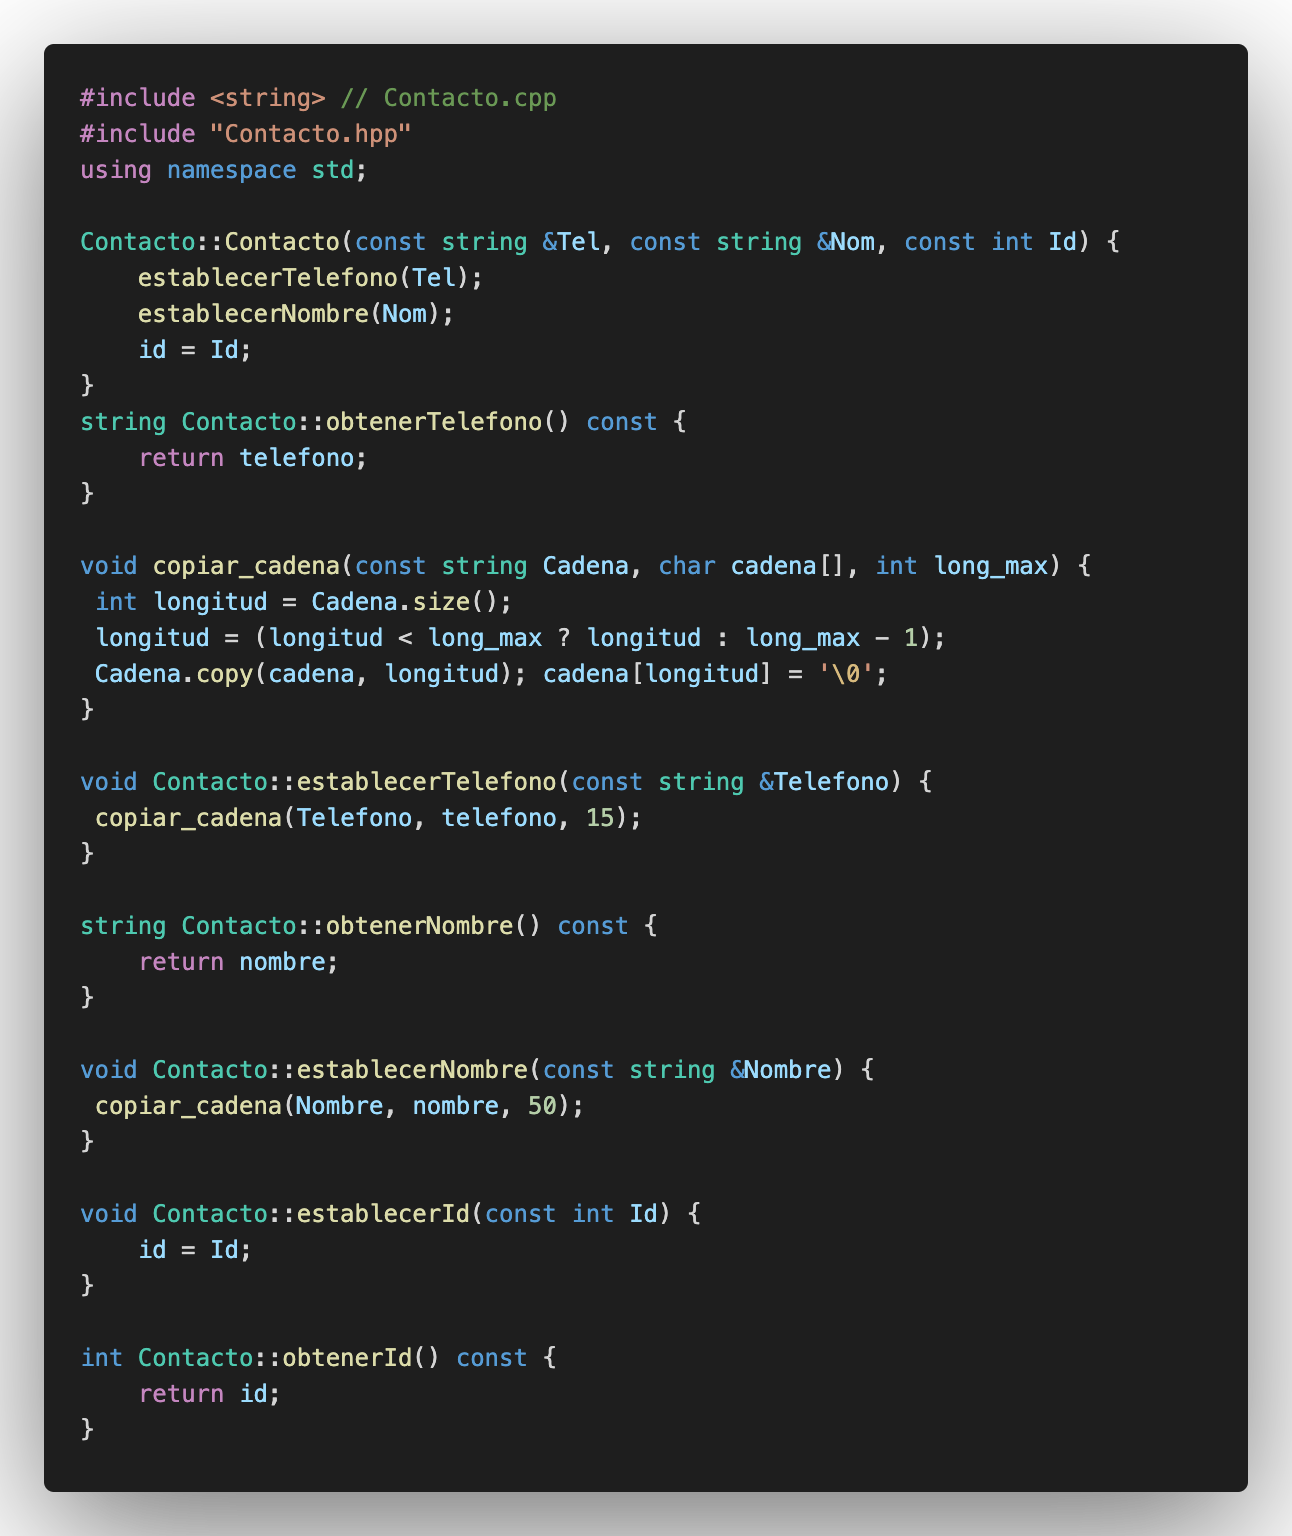 #include <string> // Contacto.cpp
#include "Contacto.hpp"
using namespace std;

Contacto::Contacto(const string &Tel, const string &Nom, const int Id) {
    establecerTelefono(Tel);
    establecerNombre(Nom);
    id = Id;
}
string Contacto::obtenerTelefono() const {
    return telefono;
}

void copiar_cadena(const string Cadena, char cadena[], int long_max) {
 int longitud = Cadena.size();
 longitud = (longitud < long_max ? longitud : long_max - 1);
 Cadena.copy(cadena, longitud); cadena[longitud] = '\0';
}

void Contacto::establecerTelefono(const string &Telefono) {
 copiar_cadena(Telefono, telefono, 15);
}

string Contacto::obtenerNombre() const {
    return nombre;
}

void Contacto::establecerNombre(const string &Nombre) {
 copiar_cadena(Nombre, nombre, 50);
}

void Contacto::establecerId(const int Id) {
    id = Id;
}

int Contacto::obtenerId() const {
    return id;
}